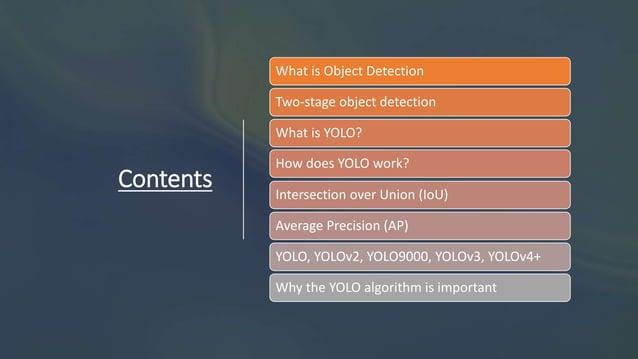 Contents
What is Object Detection
Two-stage object detection
What is YOLO?
How does YOLO work?
Intersection over Union (IoU)
Average Precision (AP)
YOLO, YOLOv2, YOLO9000, YOLOv3, YOLOv4+
Why the YOLO algorithm is important